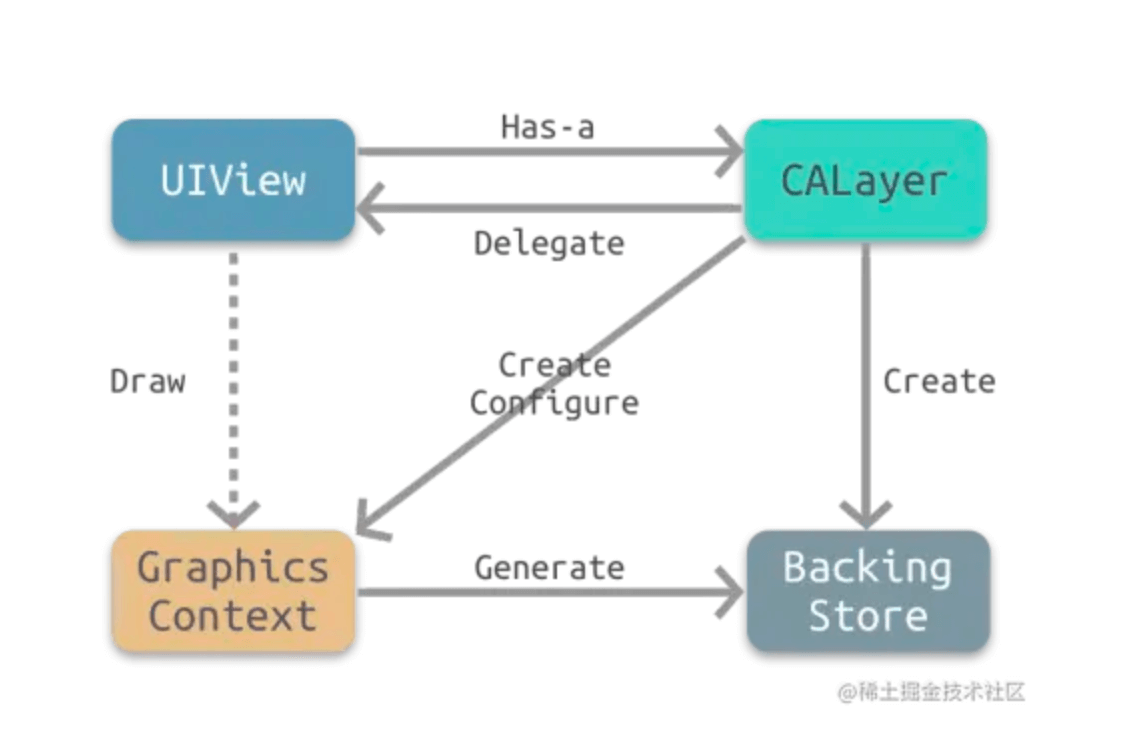 Has-a
UIView
CALayer
Delegate
Create
Configure
Draw
Create
Graphics
Context
Generate
Backing
Store
@稀土掘金技术社区